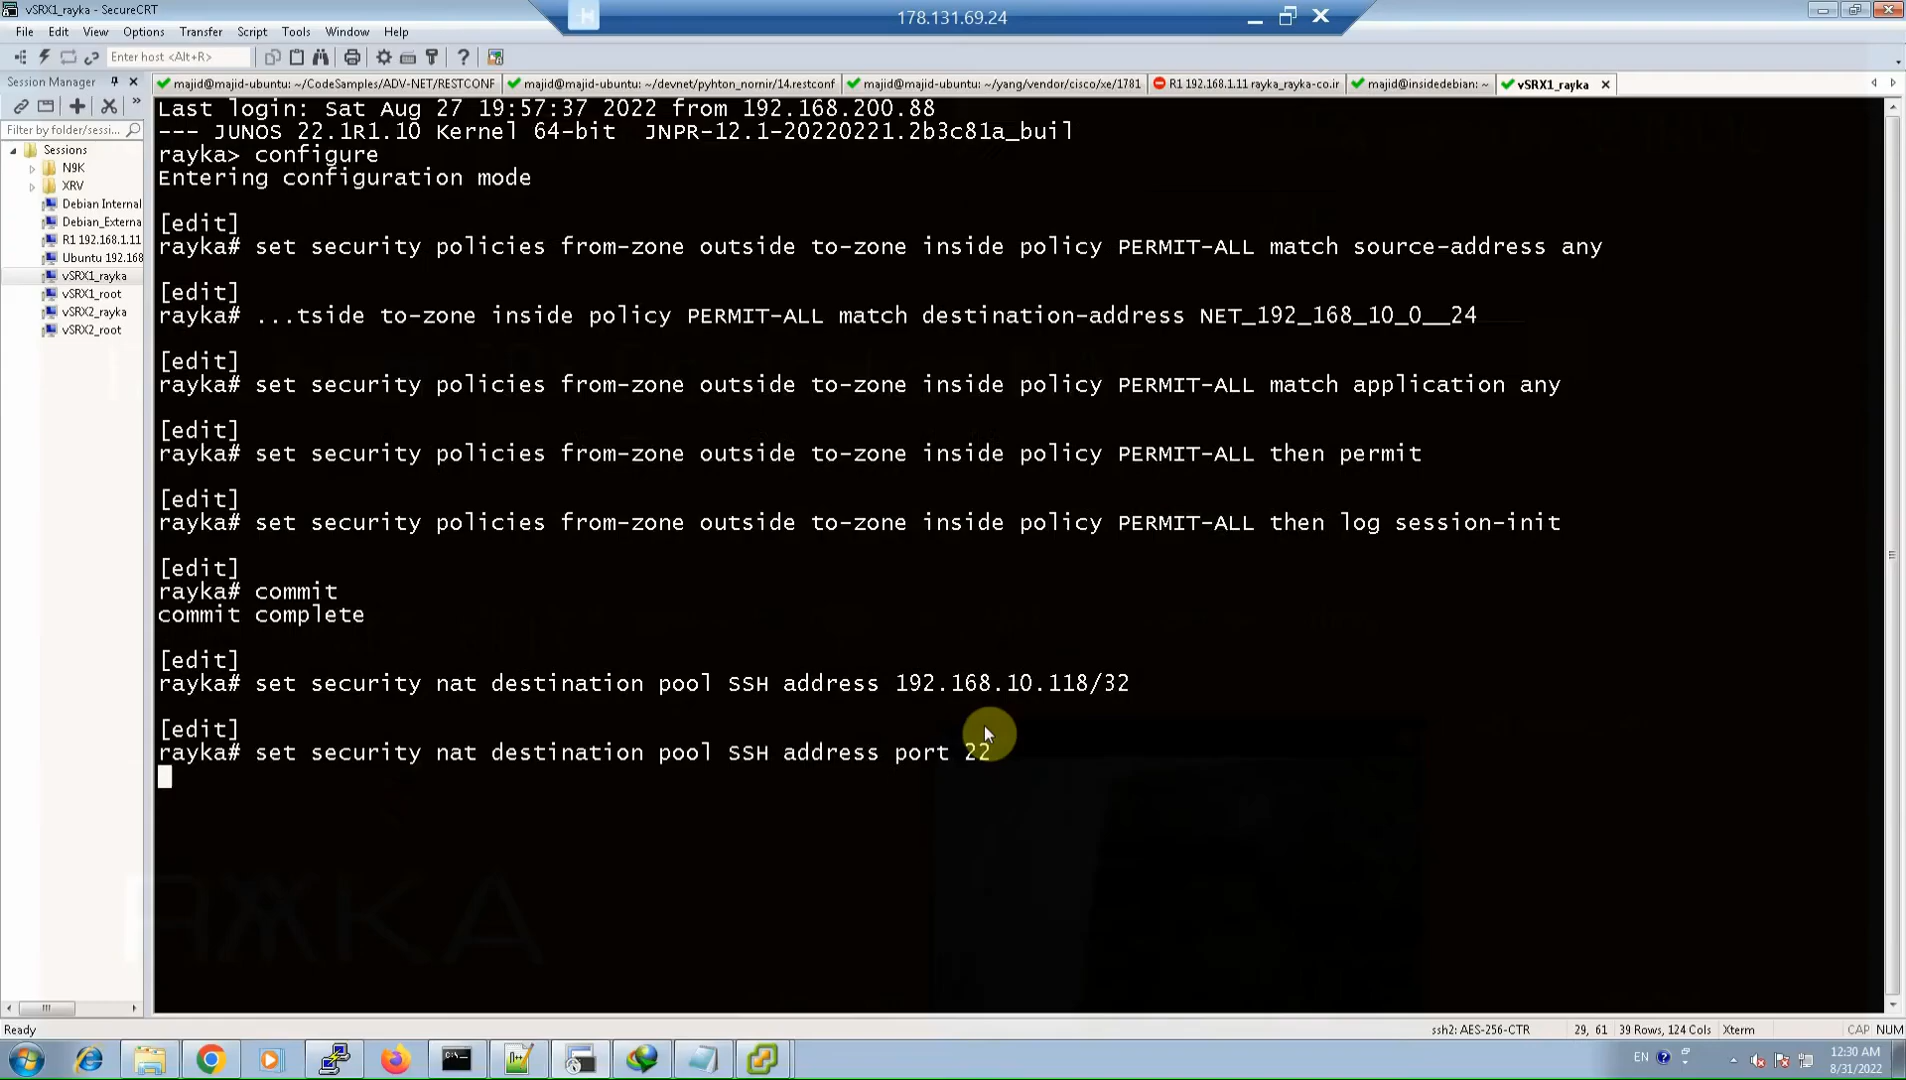 vSRX1_rayka - SecureCRT
178.131.69.24
File Edit View Options Transfer Script Tools Window Help
Enter host <Alt+R>
Session Manager
majid@majid-ubuntu: ~/CodeSamples/ADV-NET/RESTCONF
majid@majid-ubuntu: ~/devnet/pyhton_nornir/14.restconf
majid@majid-ubuntu: ~/yang/vendor/cisco/xe/1781
R1 192.168.1.11 rayka_rayka-co.ir
majid@insidedebian: ~
vSRX1_rayka
Filter by folder/sessi...
Sessions
N9K
XRV
Debian Internal
Debian_Externa
R1 192.168.1.11
Ubuntu 192.168
vSRX1_rayka
vSRX1_root
vSRX2_rayka
vSRX2_root
Last login: Sat Aug 27 19:57:37 2022 from 192.168.200.88
--- JUNOS 22.1R1.10 Kernel 64-bit  JNPR-12.1-20220221.2b3c81a_buil
rayka> configure
Entering configuration mode
[edit]
rayka# set security policies from-zone outside to-zone inside policy PERMIT-ALL match source-address any
[edit]
rayka# ...tside to-zone inside policy PERMIT-ALL match destination-address NET_192_168_10_0__24
[edit]
rayka# set security policies from-zone outside to-zone inside policy PERMIT-ALL match application any
[edit]
rayka# set security policies from-zone outside to-zone inside policy PERMIT-ALL then permit
[edit]
rayka# set security policies from-zone outside to-zone inside policy PERMIT-ALL then log session-init
[edit]
rayka# commit
commit complete
[edit]
rayka# set security nat destination pool SSH address 192.168.10.118/32
[edit]
rayka# set security nat destination pool SSH address port 22
RAYKA
Ready
ssh2: AES-256-CTR
29, 61
39 Rows, 124 Cols
Xterm
CAP NUM
EN
12:30 AM
8/31/2022